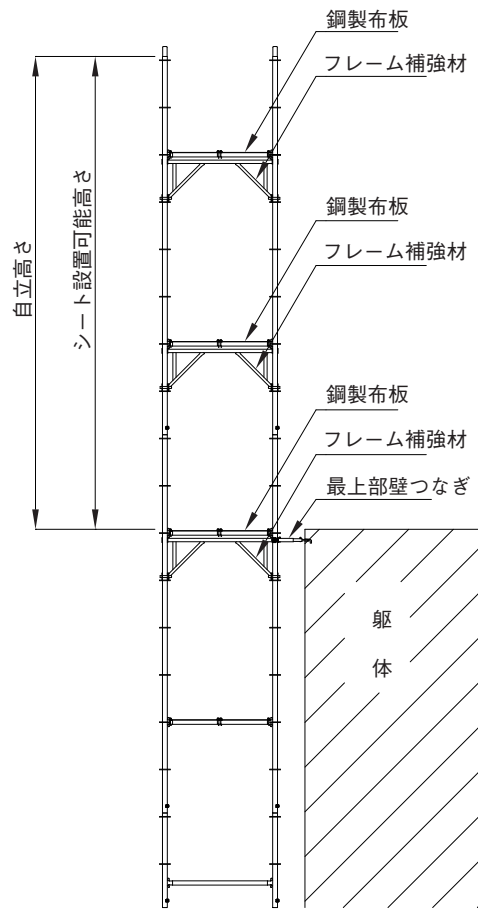 鋼製布板
フレーム補強材
鋼製布板
フレーム補強材
自立高さ
シート設置可能高さ
鋼製布板
フレーム補強材
最上部壁つなぎ
躯体